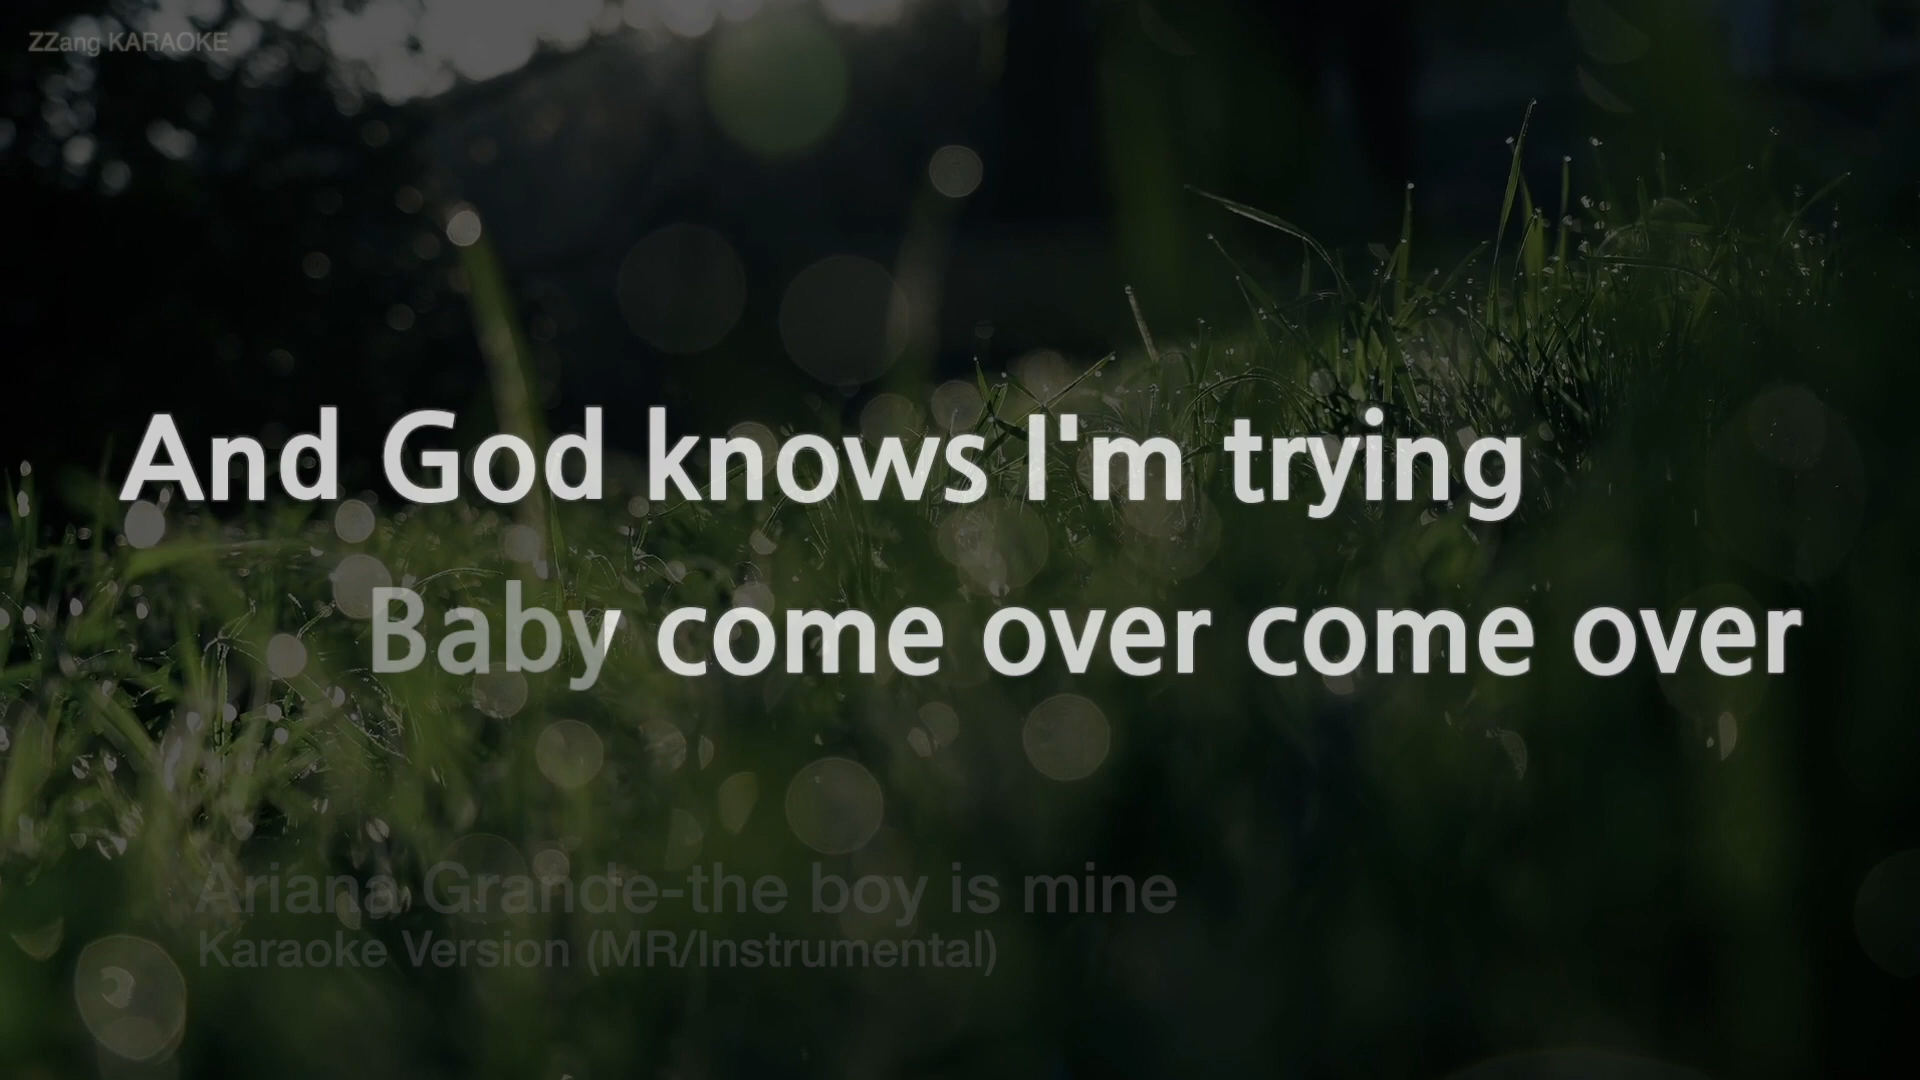 ZZang KARAOKE
And God knows I'm trying
Baby come over come over
Ariana Grande-the boy is mine
Karaoke Version (MR/Instrumental)